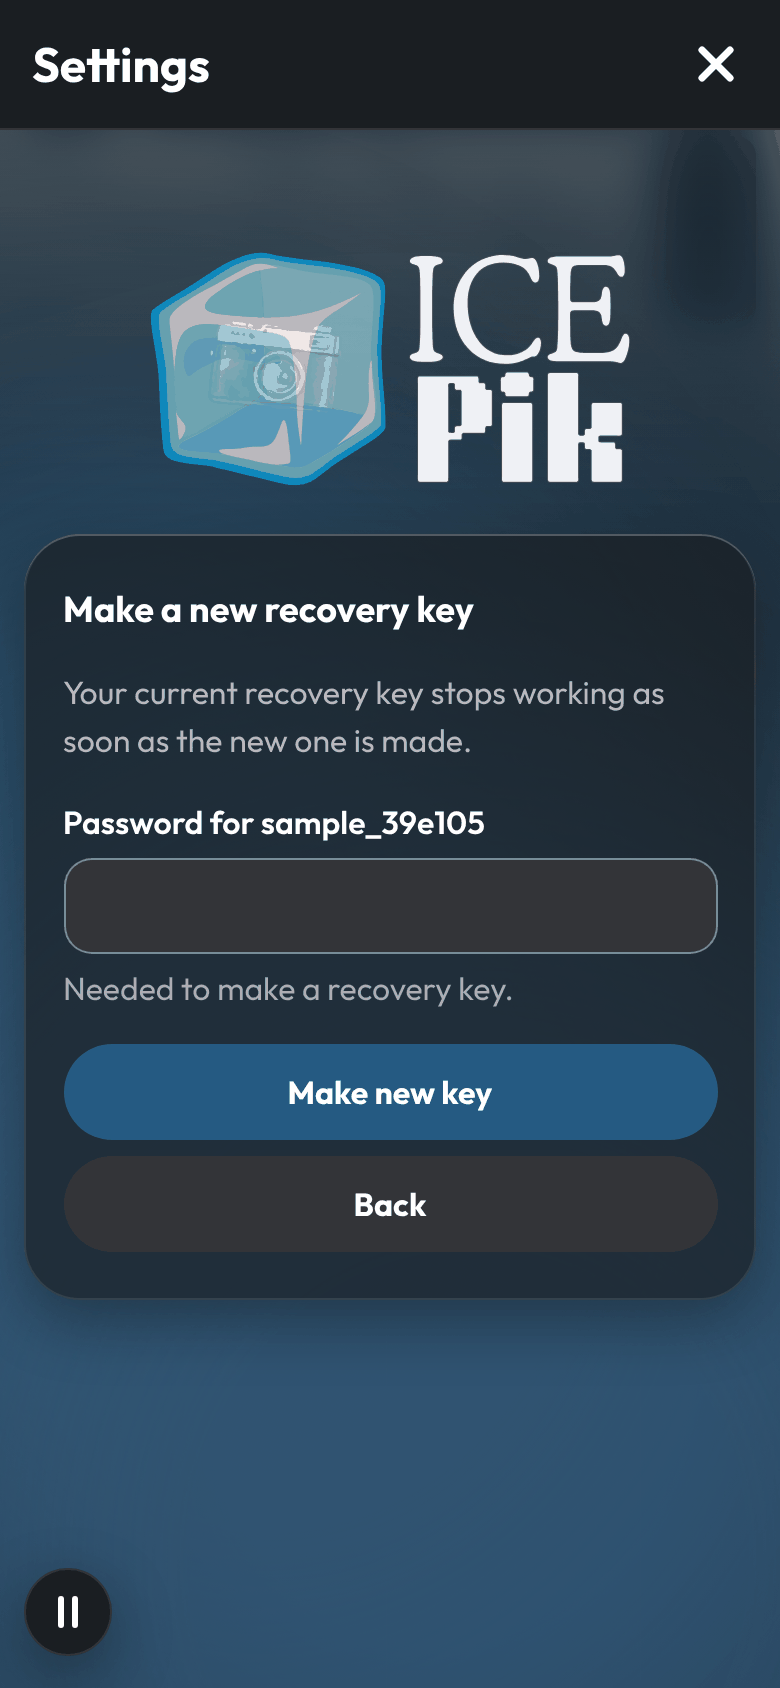 Settings
ICE
Pik
Make a new recovery key
Your current recovery key stops working as
soon as the new one is made.
Password for sample_39e105
Needed to make a recovery key.
Make new key
Back